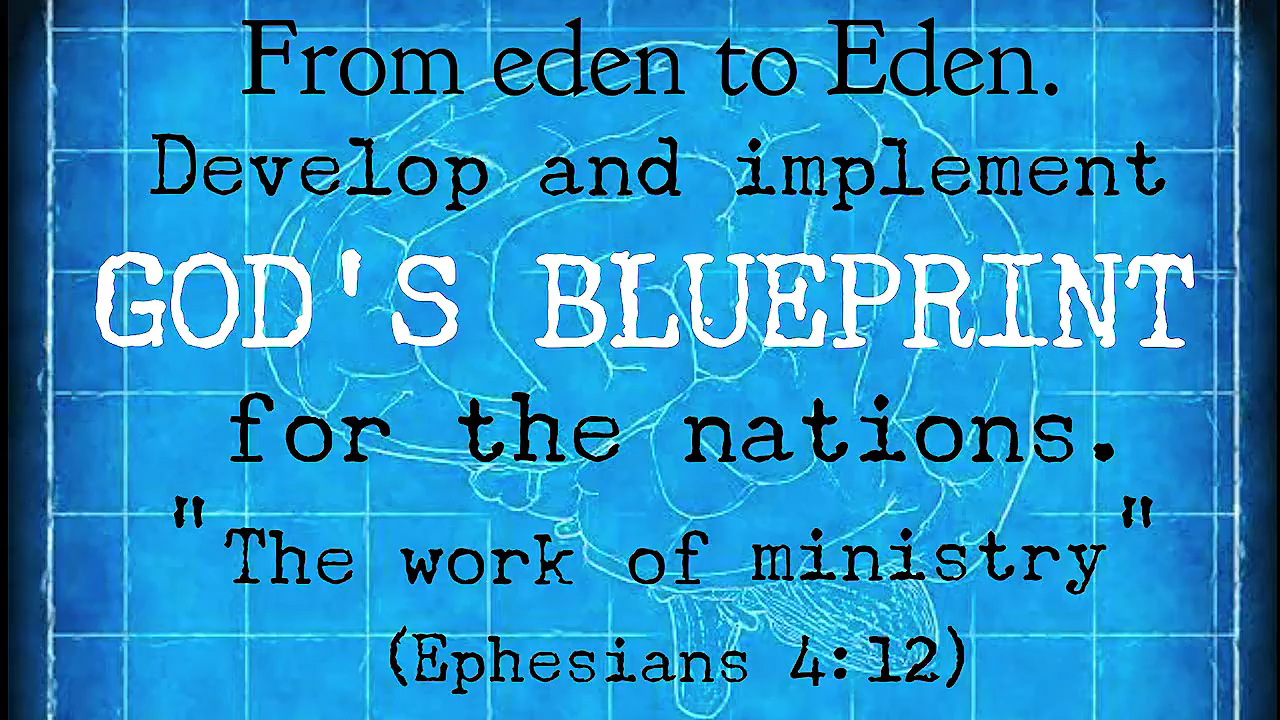 From eden to Eden.
Develop and implement
GOD'S BLUEPRINT
for the nations.
"The work of ministry"
(Ephesians 4:12)